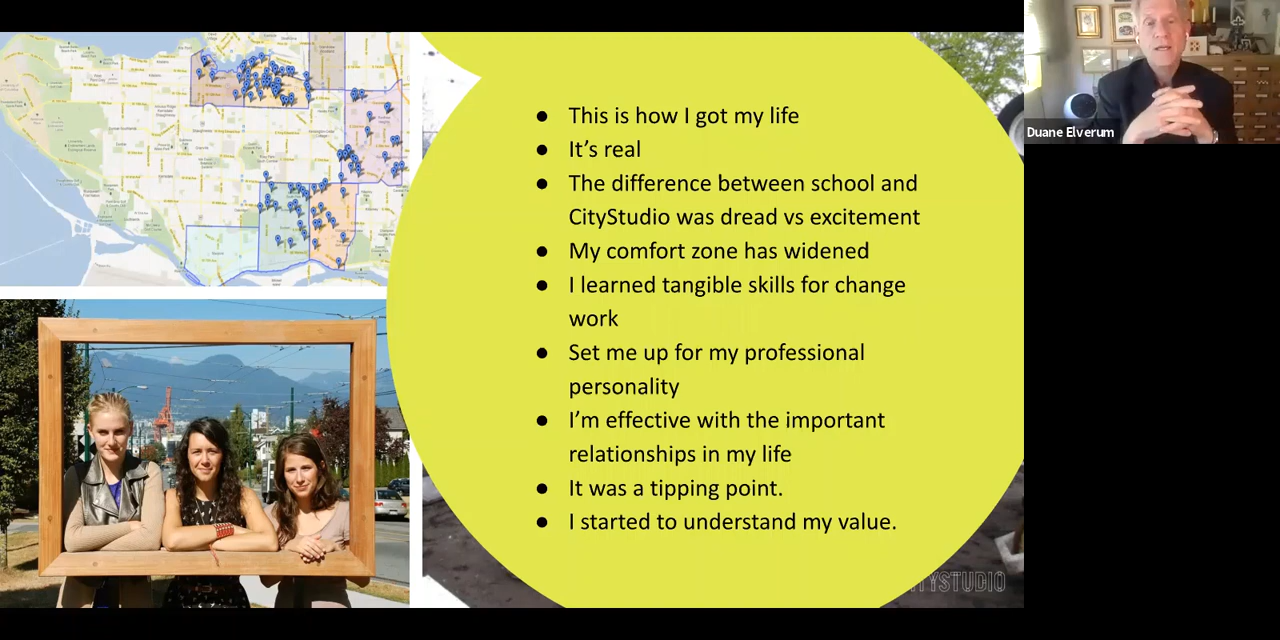 ● This is how I got my life
● It’s real
● The difference between school and
CityStudio was dread vs excitement
● My comfort zone has widened
● I learned tangible skills for change
work
● Set me up for my professional
personality
● I’m effective with the important
relationships in my life
● It was a tipping point.
● I started to understand my value.
Duane Elverum